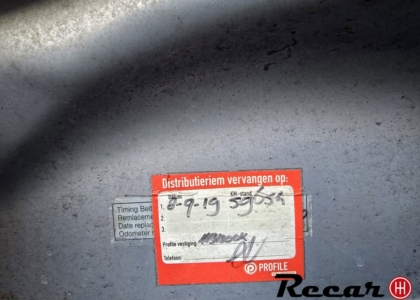 Distributieriem vervangen op:
KM-stand
1. 8-9-19 59654
2.
3.
Profile vestiging
Telefoon
PROFILE
Timing Belt
Date replac
Odometer
Recar H